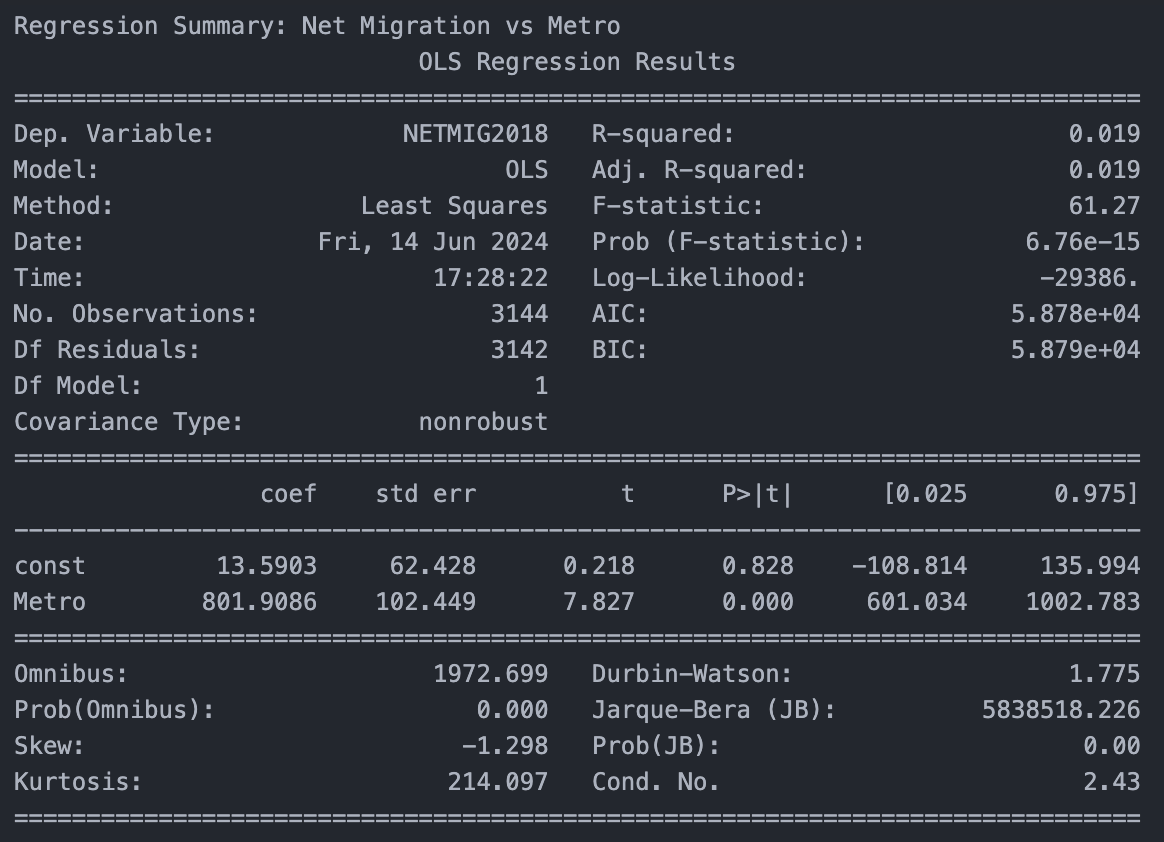 Regression Summary: Net Migration vs Metro
                            OLS Regression Results
==============================================================================
Dep. Variable:             NETMIG2018   R-squared:                       0.019
Model:                            OLS   Adj. R-squared:                  0.019
Method:                 Least Squares   F-statistic:                     61.27
Date:                Fri, 14 Jun 2024   Prob (F-statistic):           6.76e-15
Time:                        17:28:22   Log-Likelihood:                -29386.
No. Observations:                3144   AIC:                         5.878e+04
Df Residuals:                    3142   BIC:                         5.879e+04
Df Model:                           1
Covariance Type:            nonrobust
==============================================================================
                 coef    std err          t      P>|t|      [0.025      0.975]
------------------------------------------------------------------------------
const         13.5903     62.428      0.218      0.828    -108.814     135.994
Metro        801.9086    102.449      7.827      0.000     601.034    1002.783
==============================================================================
Omnibus:                     1972.699   Durbin-Watson:                   1.775
Prob(Omnibus):                  0.000   Jarque-Bera (JB):          5838518.226
Skew:                          -1.298   Prob(JB):                         0.00
Kurtosis:                     214.097   Cond. No.                         2.43
==============================================================================